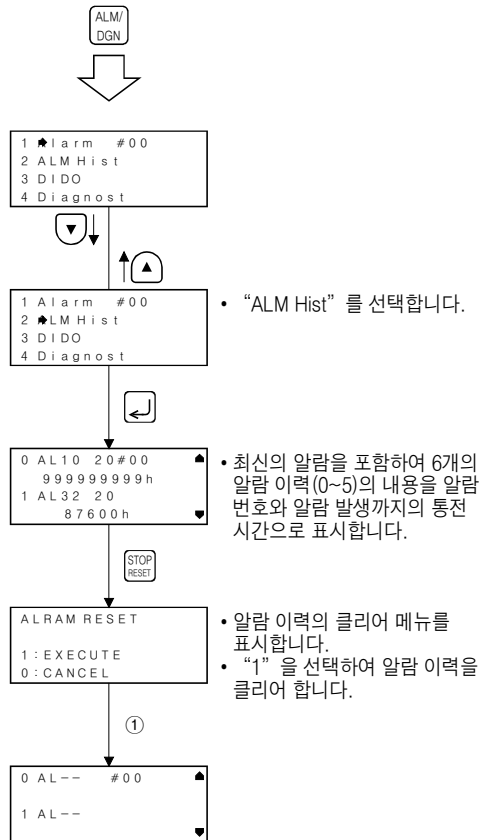 ALM/
DGN
1 Alarm #00
2 ALM Hist
3 DIDO
4 Diagnost
1 Alarm #00
2 ALM Hist
3 DIDO
4 Diagnost
• “ALM Hist” 를 선택합니다.
0 AL10 20#00
999999999h
1 AL32 20
87600h
• 최신의 알람을 포함하여 6개의
알람 이력(0~5)의 내용을 알람
번호와 알람 발생까지의 통전
시간으로 표시합니다.
STOP
RESET
ALRAM RESET
1:EXECUTE
0:CANCEL
• 알람 이력의 클리어 메뉴를
표시합니다.
• “1” 을 선택하여 알람 이력을
클리어 합니다.
①
0 AL−− #00
1 AL−−